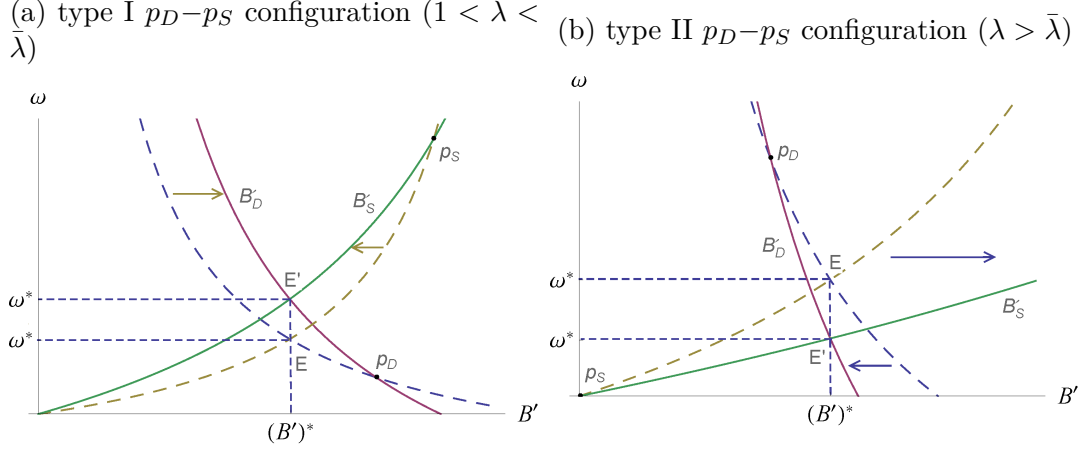 (a) type I p_D−p_S configuration (1 < λ < λ̄)
ω
p_S
B'_D
B'_S
E'
ω*
ω*
E
p_D
B'
(B')*
(b) type II p_D−p_S configuration (λ > λ̄)
ω
p_D
B'_D
E
ω*
B'_S
ω*
E'
p_S
B'
(B')*